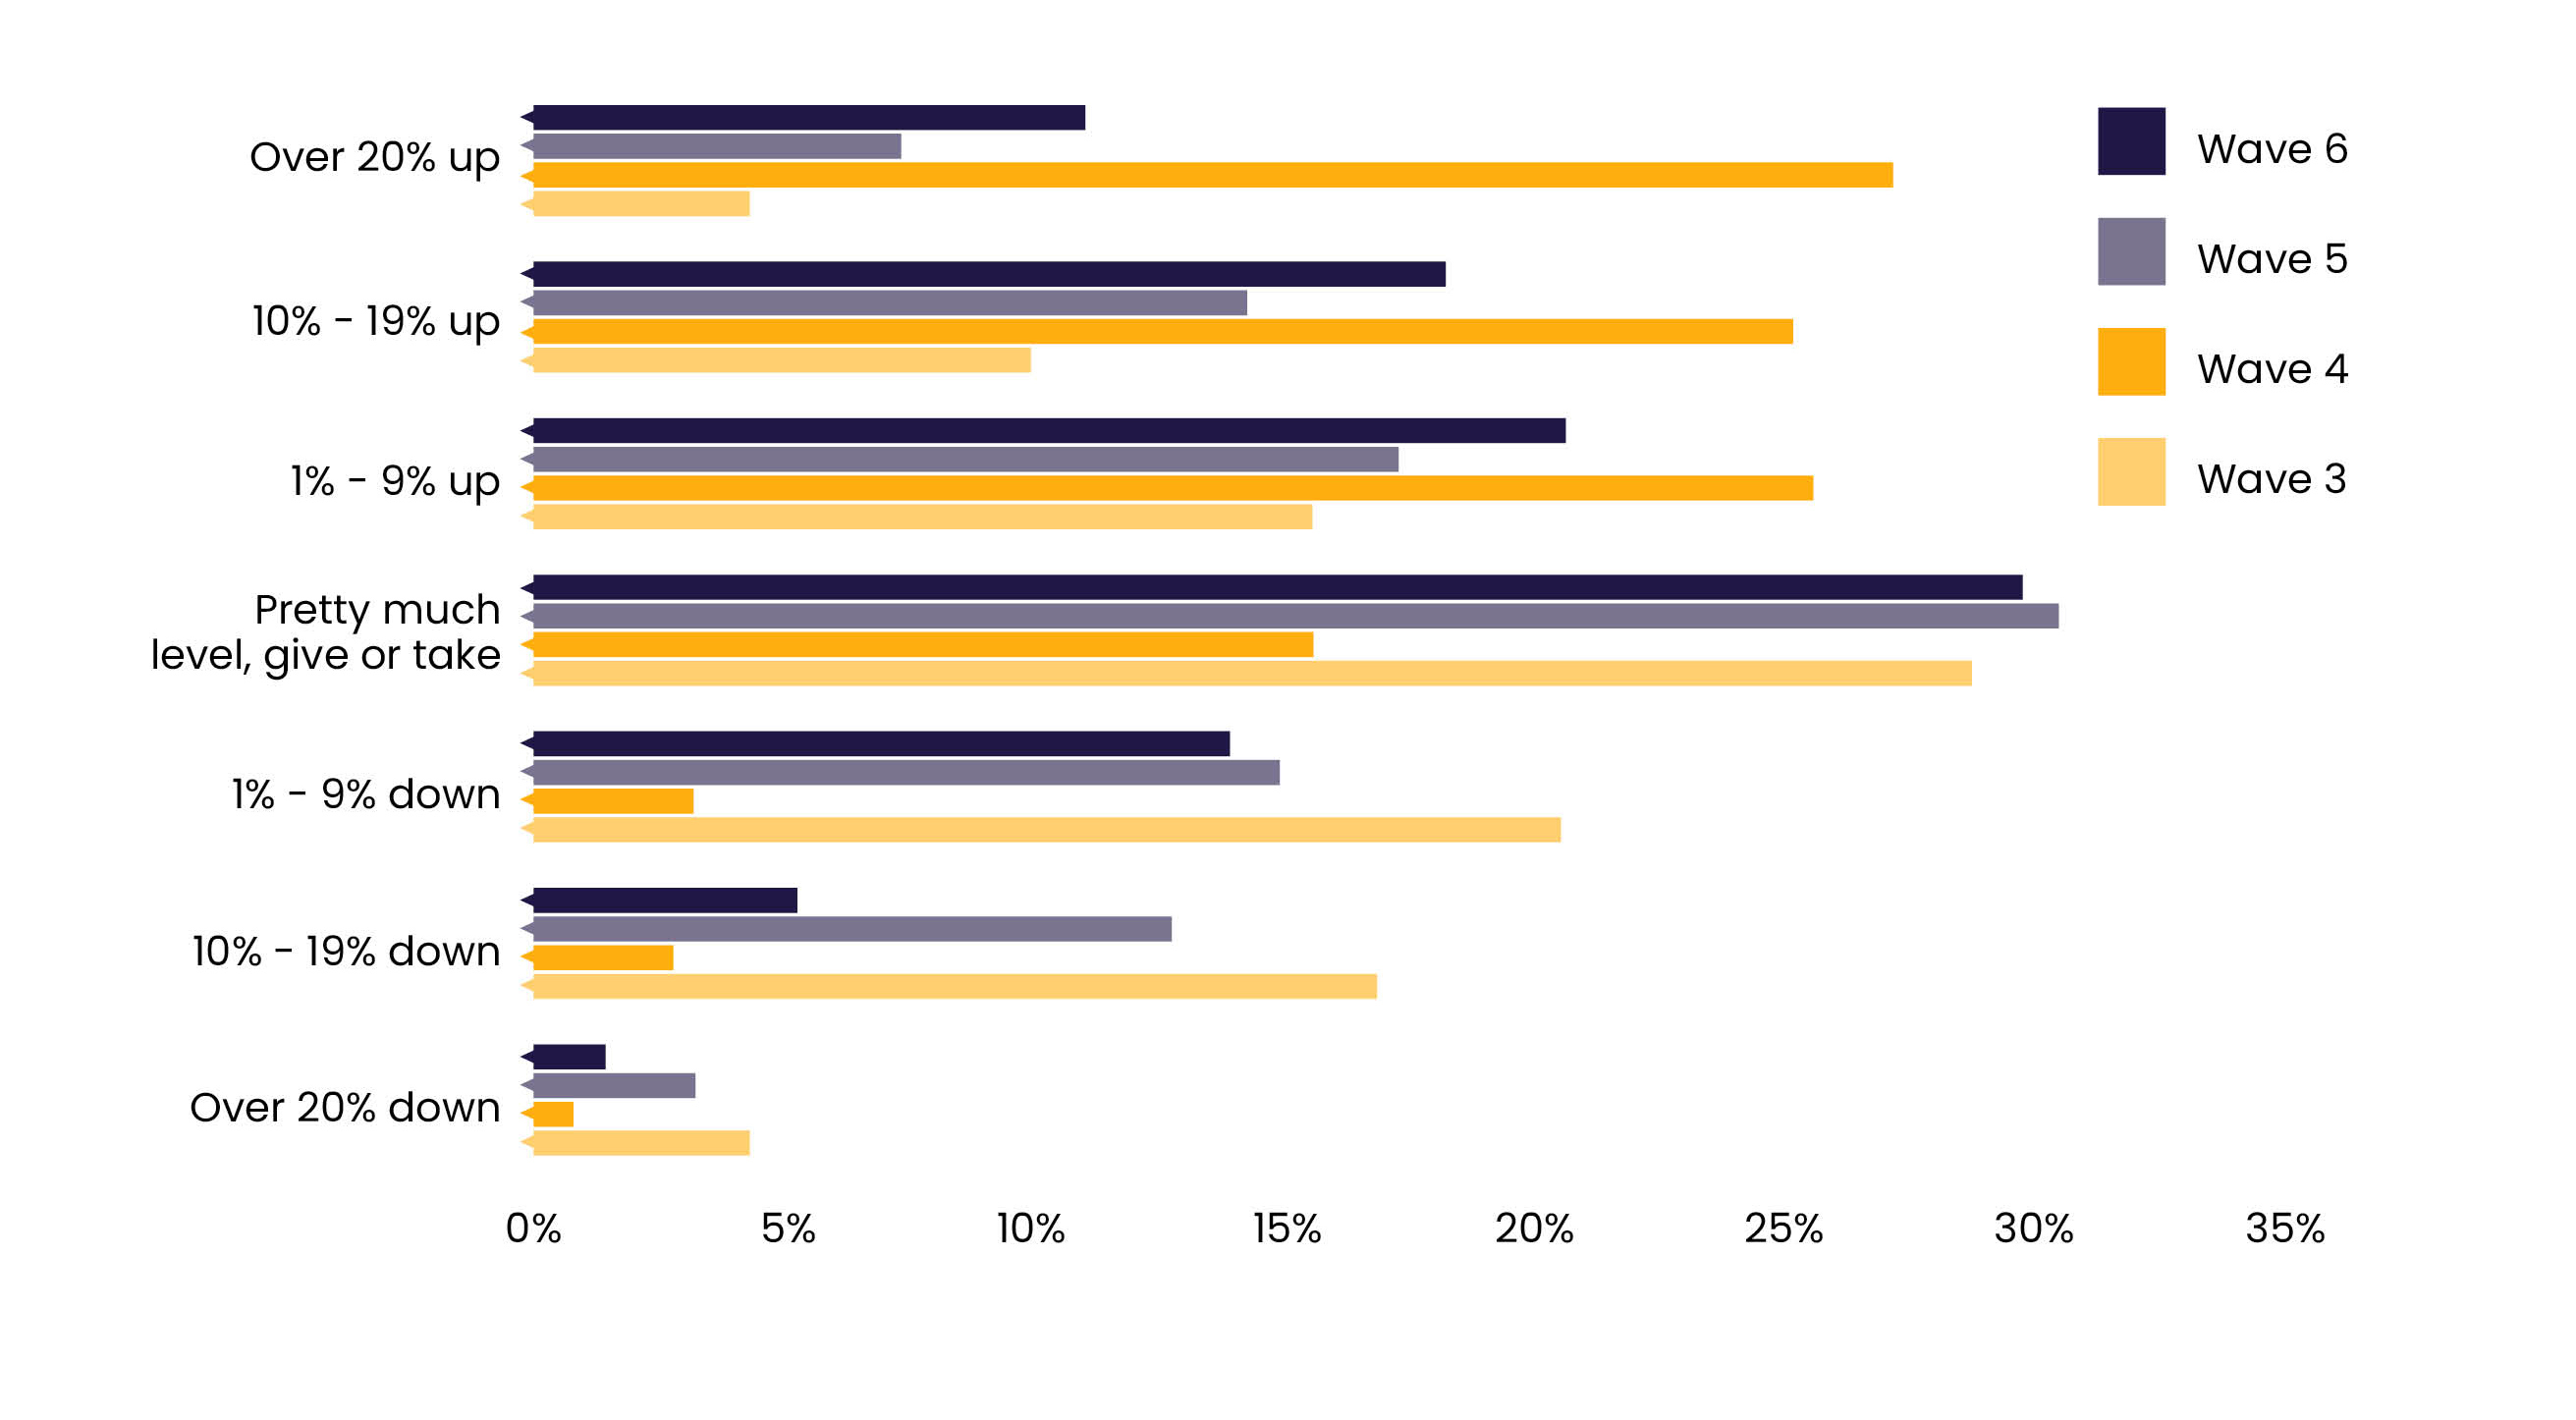 Over 20% up
10% - 19% up
1% - 9% up
Pretty much
level, give or take
1% - 9% down
10% - 19% down
Over 20% down
0% 5% 10% 15% 20% 25% 30% 35%
Wave 6
Wave 5
Wave 4
Wave 3